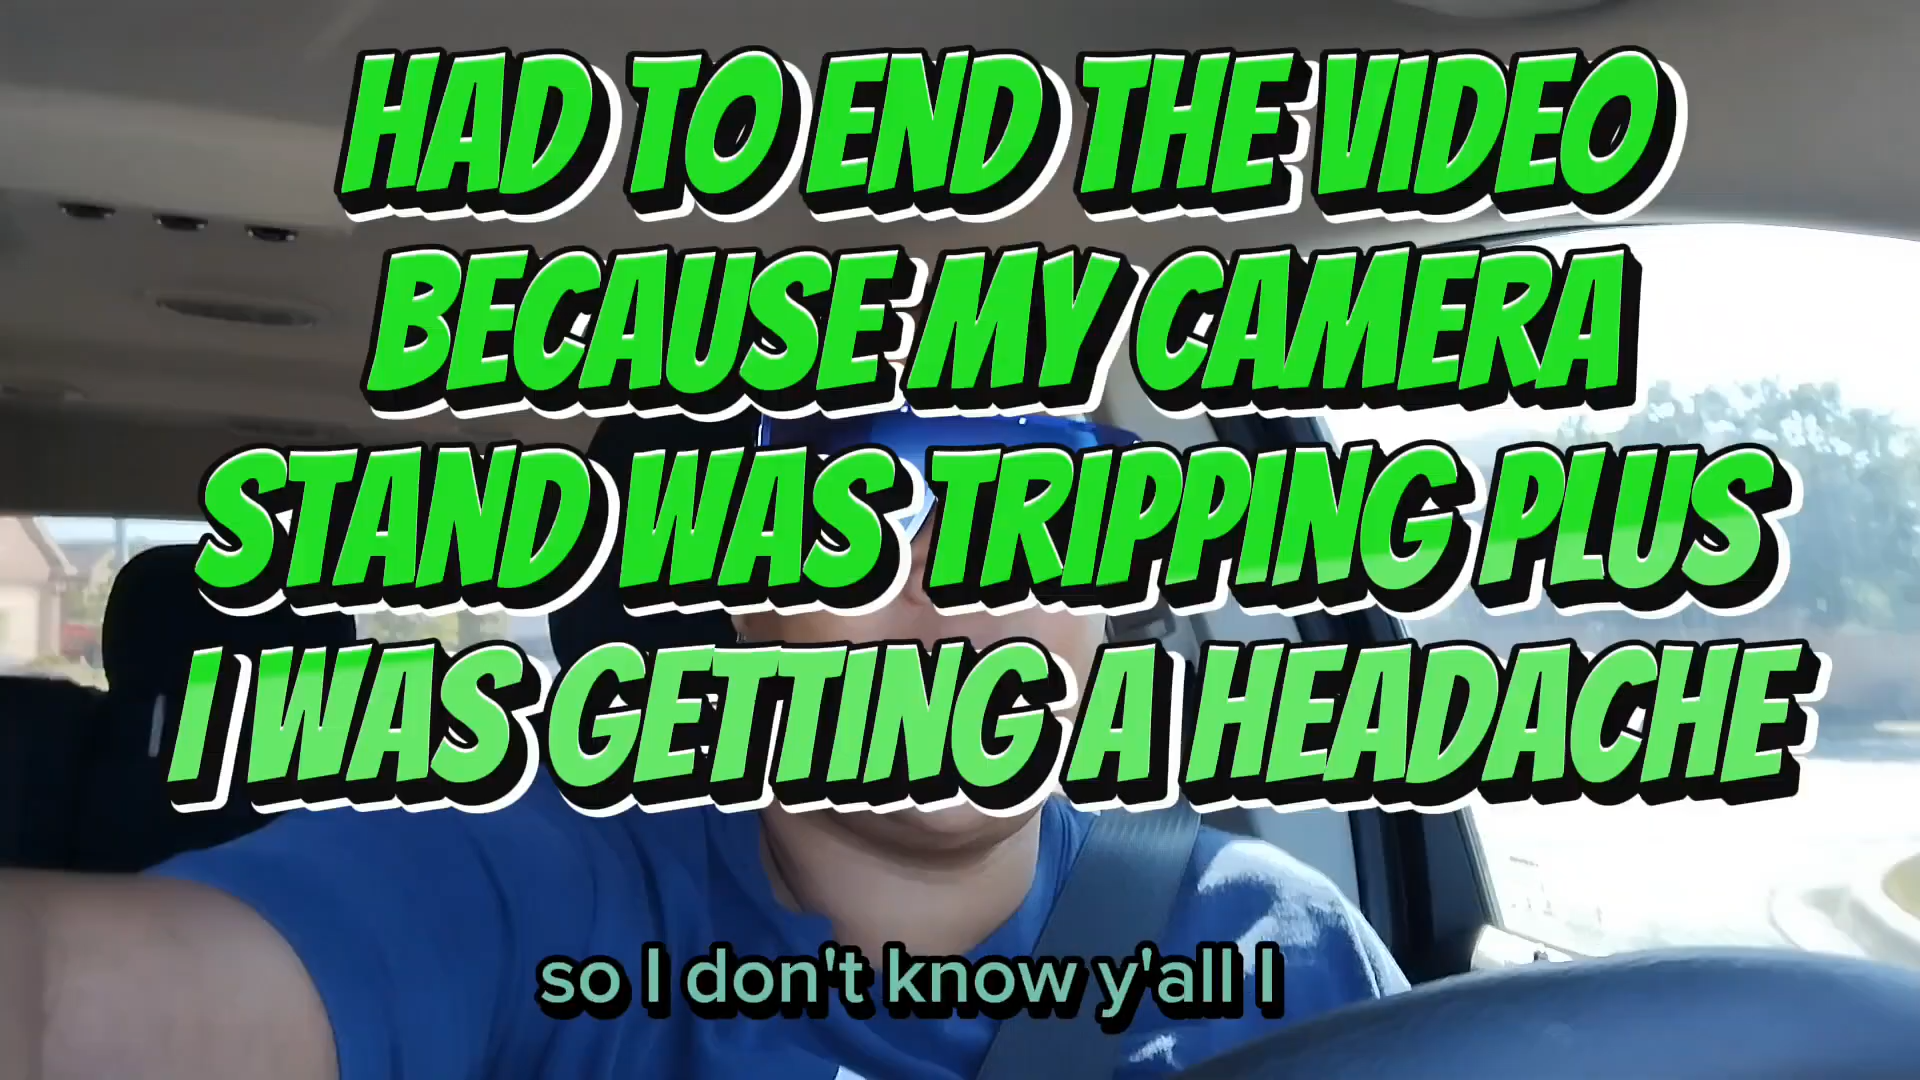 HAD TO END THE VIDEO
BECAUSE MY CAMERA
STAND WAS TRIPPING PLUS
I WAS GETTING A HEADACHE
so I don't know y'all I